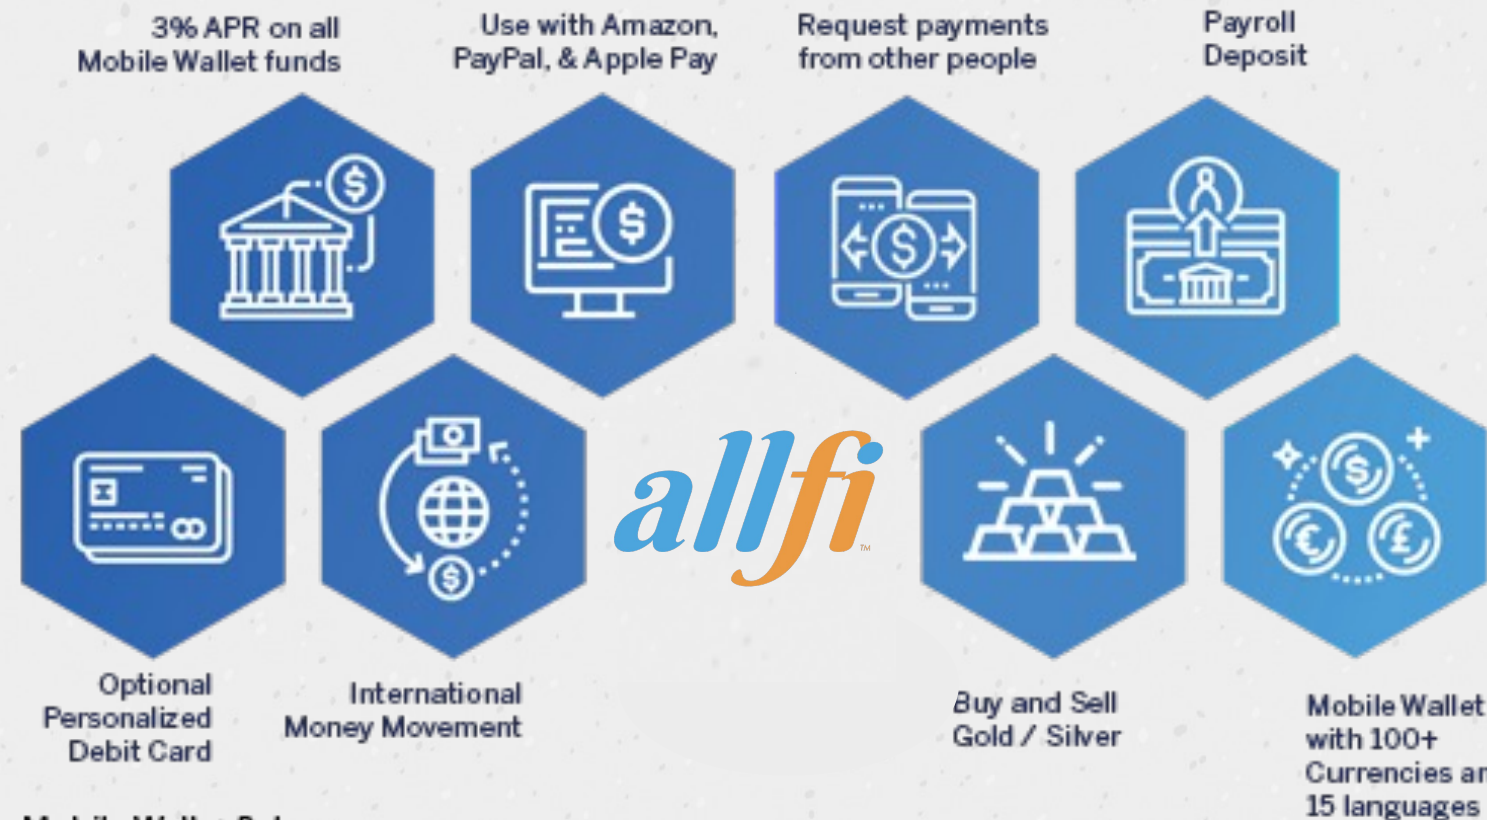 3% APR on all
Mobile Wallet funds
Use with Amazon,
PayPal, & Apple Pay
Request payments
from other people
Payroll
Deposit
allfi
TM
Optional
Personalized
Debit Card
International
Money Movement
Buy and Sell
Gold / Silver
Mobile Wallet
with 100+
Currencies
15 languages